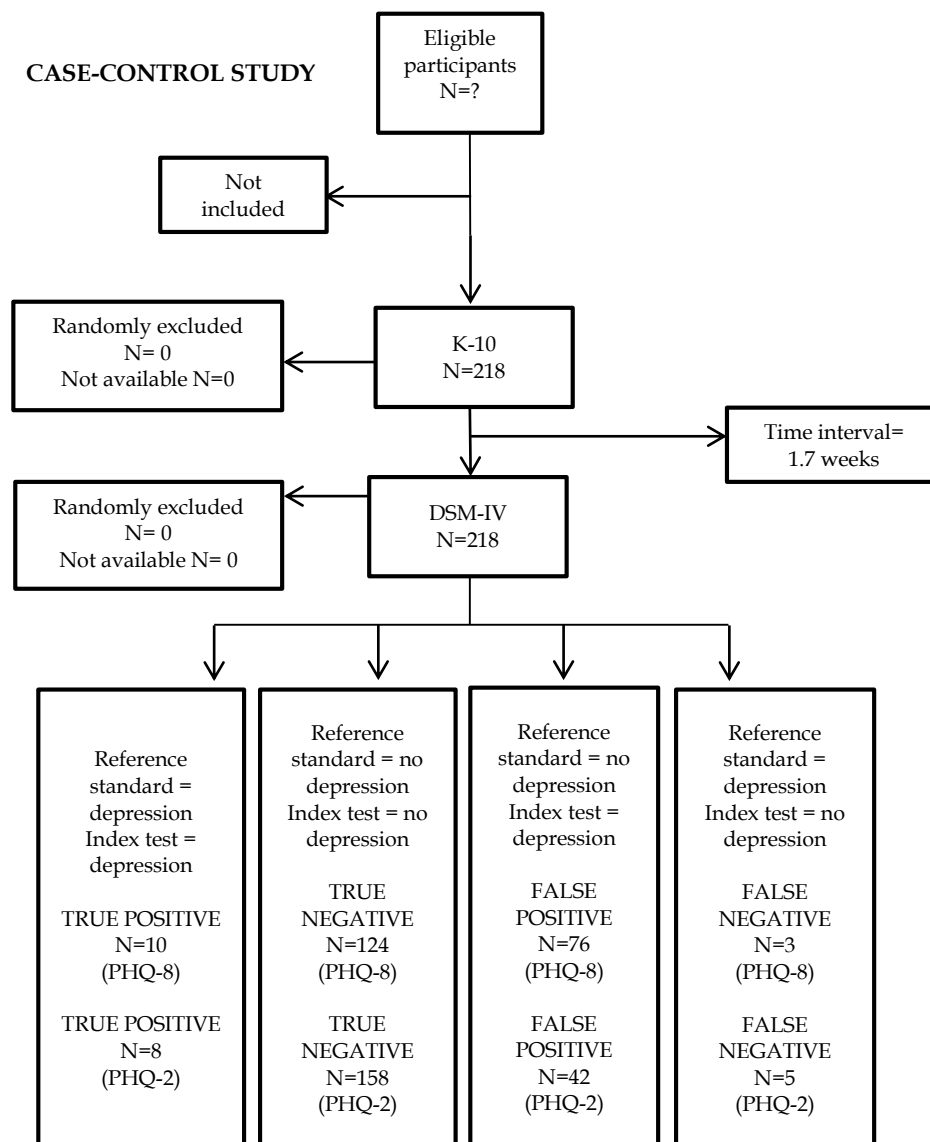 CASE-CONTROL STUDY
Eligible
participants
N=?
Not
included
Randomly excluded
N= 0
Not available N=0
K-10
N=218
Time interval=
1.7 weeks
Randomly excluded
N= 0
Not available N= 0
DSM-IV
N=218
Reference
standard =
depression
Index test =
depression
TRUE POSITIVE
N=10
(PHQ-8)
TRUE POSITIVE
N=8
(PHQ-2)
Reference
standard = no
depression
Index test = no
depression
TRUE
NEGATIVE
N=124
(PHQ-8)
TRUE
NEGATIVE
N=158
(PHQ-2)
Reference
standard = no
depression
Index test =
depression
FALSE
POSITIVE
N=76
(PHQ-8)
FALSE
POSITIVE
N=42
(PHQ-2)
Reference
standard =
depression
Index test = no
depression
FALSE
NEGATIVE
N=3
(PHQ-8)
FALSE
NEGATIVE
N=5
(PHQ-2)